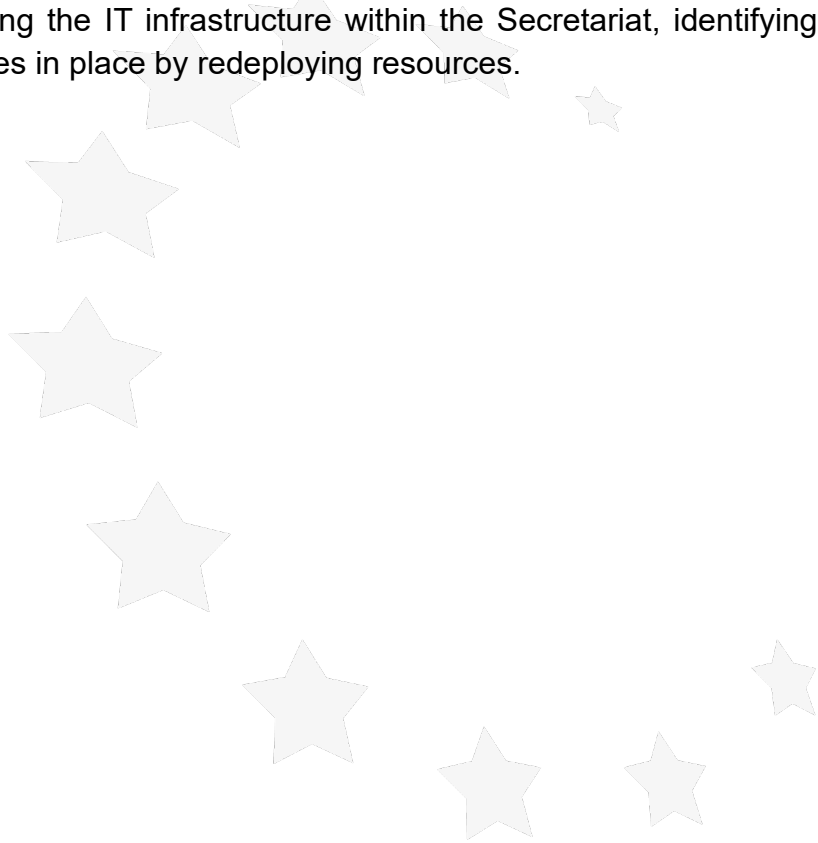 ng the IT infrastructure within the Secretariat, identifying
es in place by redeploying resources.